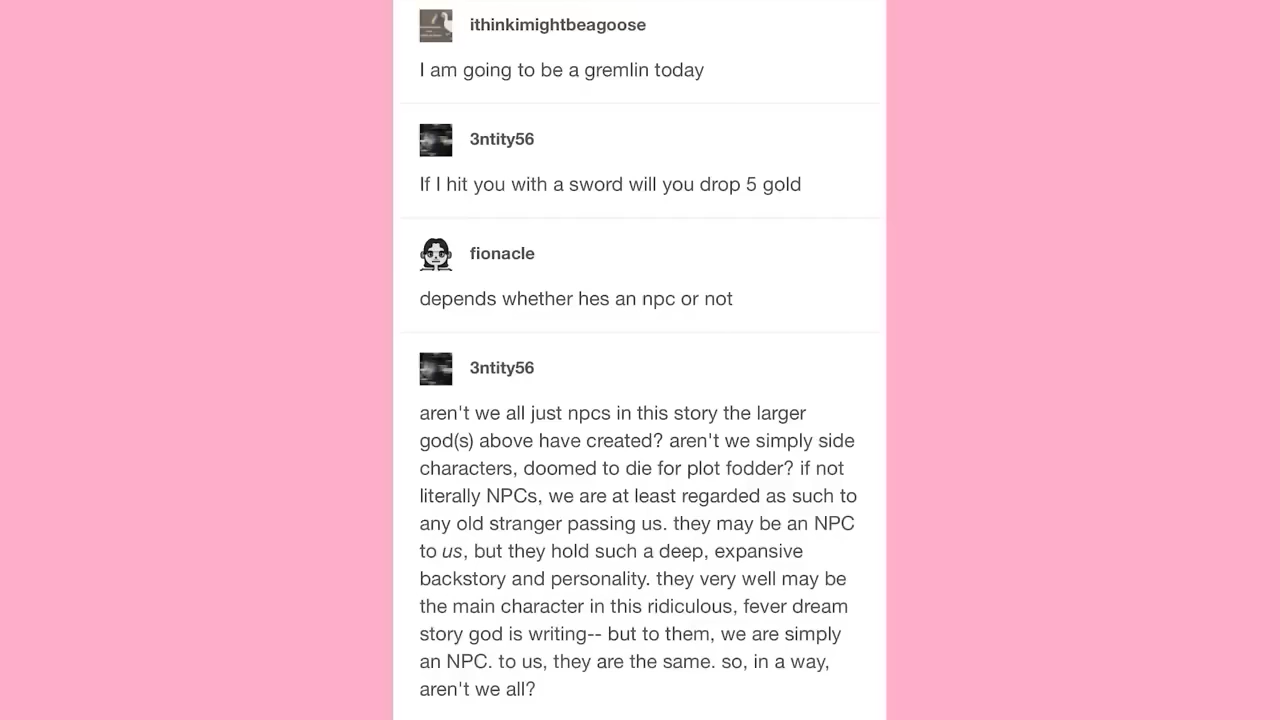 ithinkimightbeagoose
I am going to be a gremlin today
3ntity56
If I hit you with a sword will you drop 5 gold
fionacle
depends whether hes an npc or not
3ntity56
aren't we all just npcs in this story the larger
god(s) above have created? aren't we simply side
characters, doomed to die for plot fodder? if not
literally NPCs, we are at least regarded as such to
any old stranger passing us. they may be an NPC
to us, but they hold such a deep, expansive
backstory and personality. they very well may be
the main character in this ridiculous, fever dream
story god is writing-- but to them, we are simply
an NPC. to us, they are the same. so, in a way,
aren't we all?